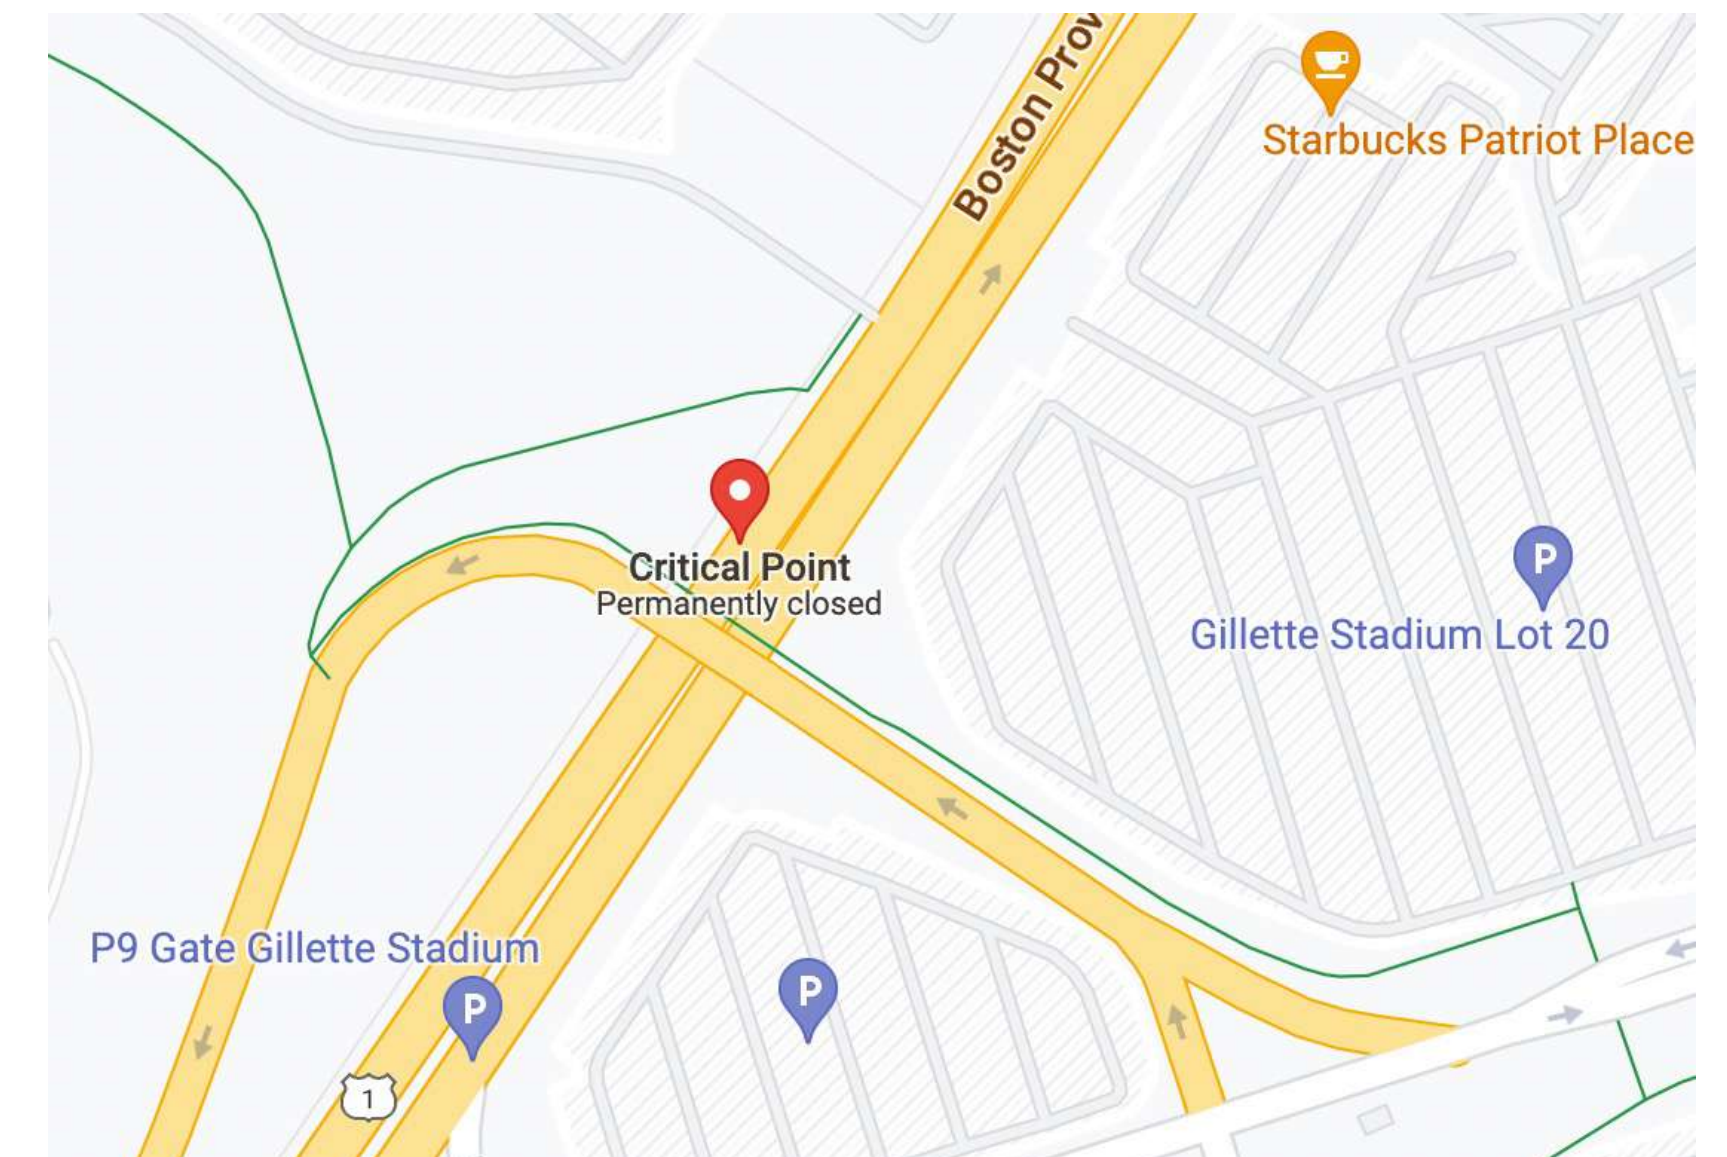 Boston Prov
Starbucks Patriot Place
Critical Point
Permanently closed
P
Gillette Stadium Lot 20
P9 Gate Gillette Stadium
P
P
1